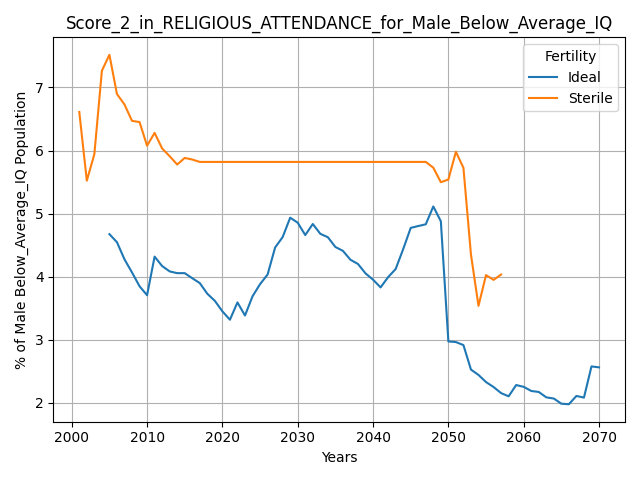 Score_2_in_RELIGIOUS_ATTENDANCE_for_Male_Below_Average_IQ
Fertility
Ideal
Sterile
% of Male Below_Average_IQ Population
7
6
5
4
3
2
2000 2010 2020 2030 2040 2050 2060 2070
Years